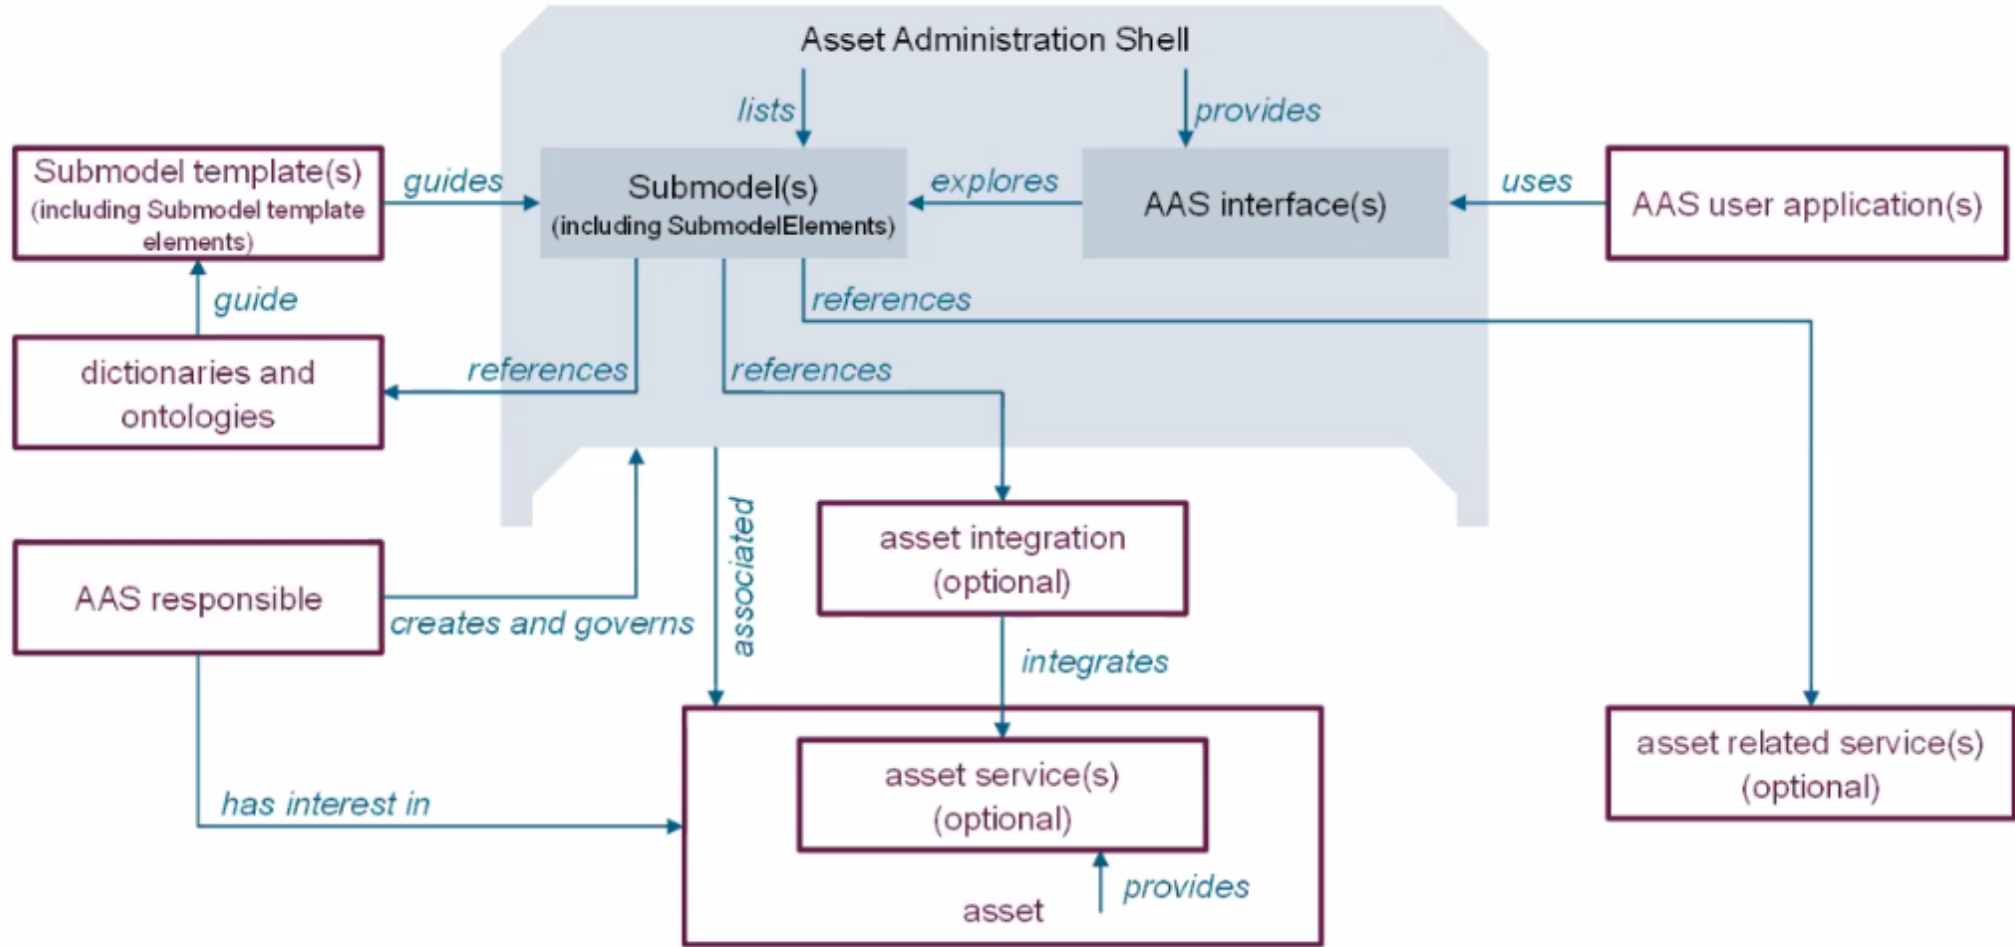 Asset Administration Shell
lists
provides
Submodel template(s)
(including Submodel template
elements)
guides
Submodel(s)
(including SubmodelElements)
explores
AAS interface(s)
uses
AAS user application(s)
guide
references
dictionaries and
ontologies
references
references
associated
asset integration
(optional)
AAS responsible
creates and governs
integrates
asset service(s)
(optional)
asset related service(s)
(optional)
has interest in
provides
asset